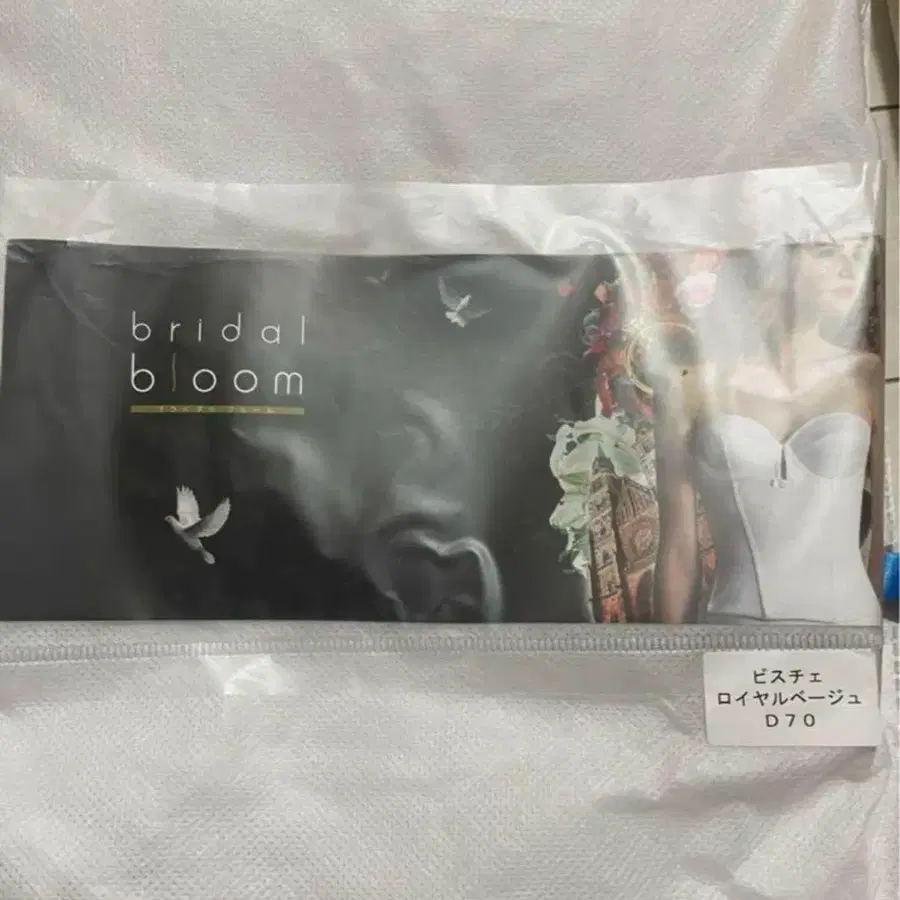 bridal
bloom
ビスチェ
ロイヤルベージュ
D70